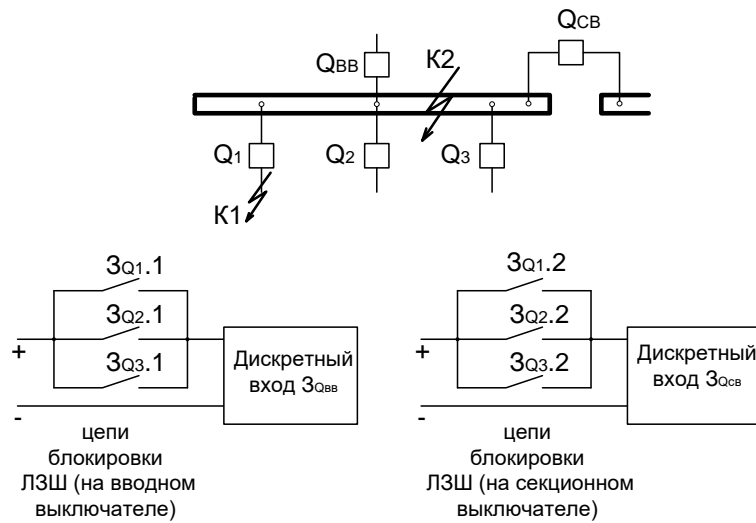 QСВ
QВВ
К2
Q1
Q2
Q3
К1
ЗQ1.1
ЗQ2.1
ЗQ3.1
+
-
Дискретный
вход ЗQвв
цепи
блокировки
ЛЗШ (на вводном
выключателе)
ЗQ1.2
ЗQ2.2
ЗQ3.2
+
-
Дискретный
вход ЗQсв
цепи
блокировки
ЛЗШ (на секционном
выключателе)